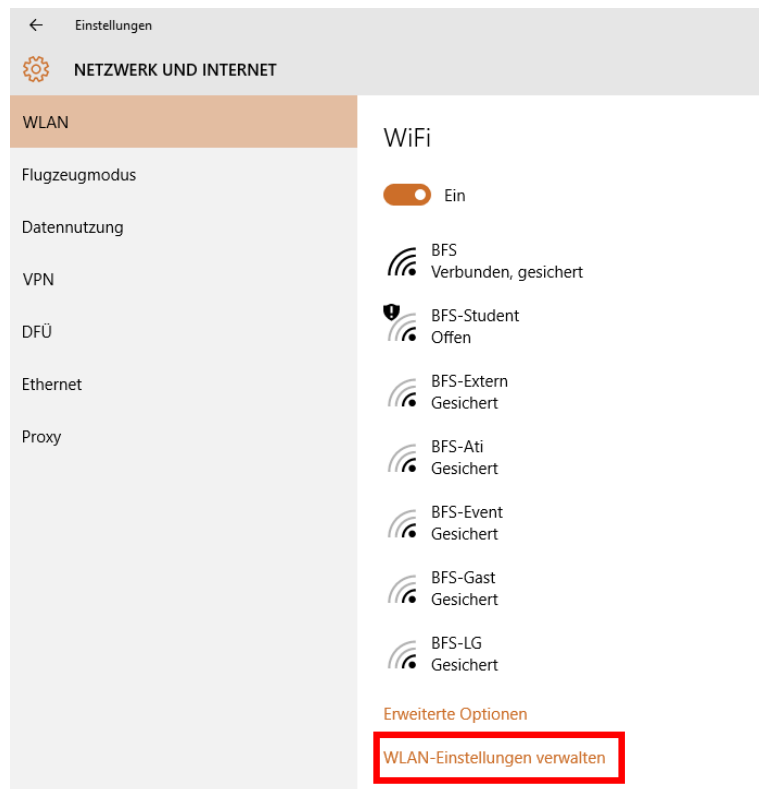 Einstellungen
NETZWERK UND INTERNET
WLAN
Flugzeugmodus
Datennutzung
VPN
DFÜ
Ethernet
Proxy
WiFi
Ein
BFS
Verbunden, gesichert
BFS-Student
Offen
BFS-Extern
Gesichert
BFS-Ati
Gesichert
BFS-Event
Gesichert
BFS-Gast
Gesichert
BFS-LG
Gesichert
Erweiterte Optionen
WLAN-Einstellungen verwalten